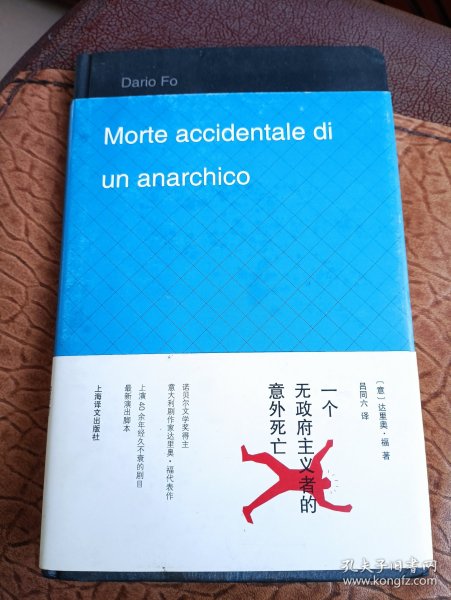 Dario Fo
Morte accidentale di
un anarchico
一个
无政府主义者的
意外死亡
〔意〕达里奥·福 著
吕同六 译
诺贝尔文学奖得主
意大利剧作家达里奥·福代表作
上演40余年经久不衰的剧目
最新演出脚本
上海译文出版社
孔夫子旧书网
www.kongfz.com